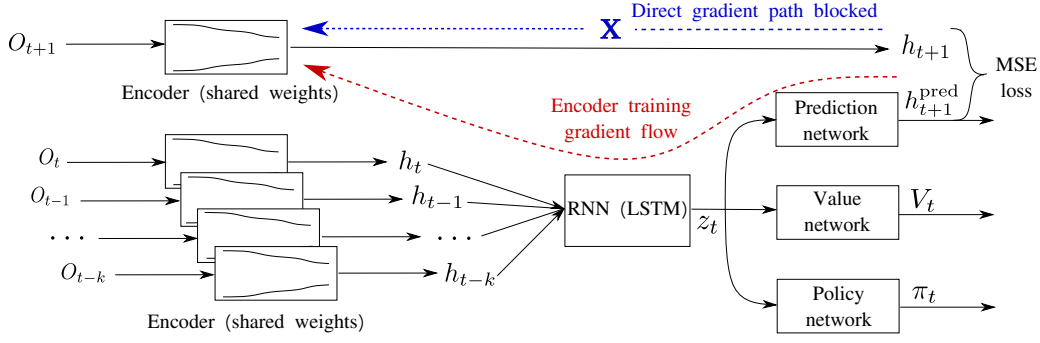 Direct gradient path blocked
X
O_{t+1}
h_{t+1}
Encoder (shared weights)
MSE
loss
Encoder training
gradient flow
Prediction
network
h_{t+1}^{pred}
O_t
h_t
O_{t-1}
h_{t-1}
RNN (LSTM)
z_t
Value
network
V_t
...
...
O_{t-k}
h_{t-k}
Policy
network
π_t
Encoder (shared weights)